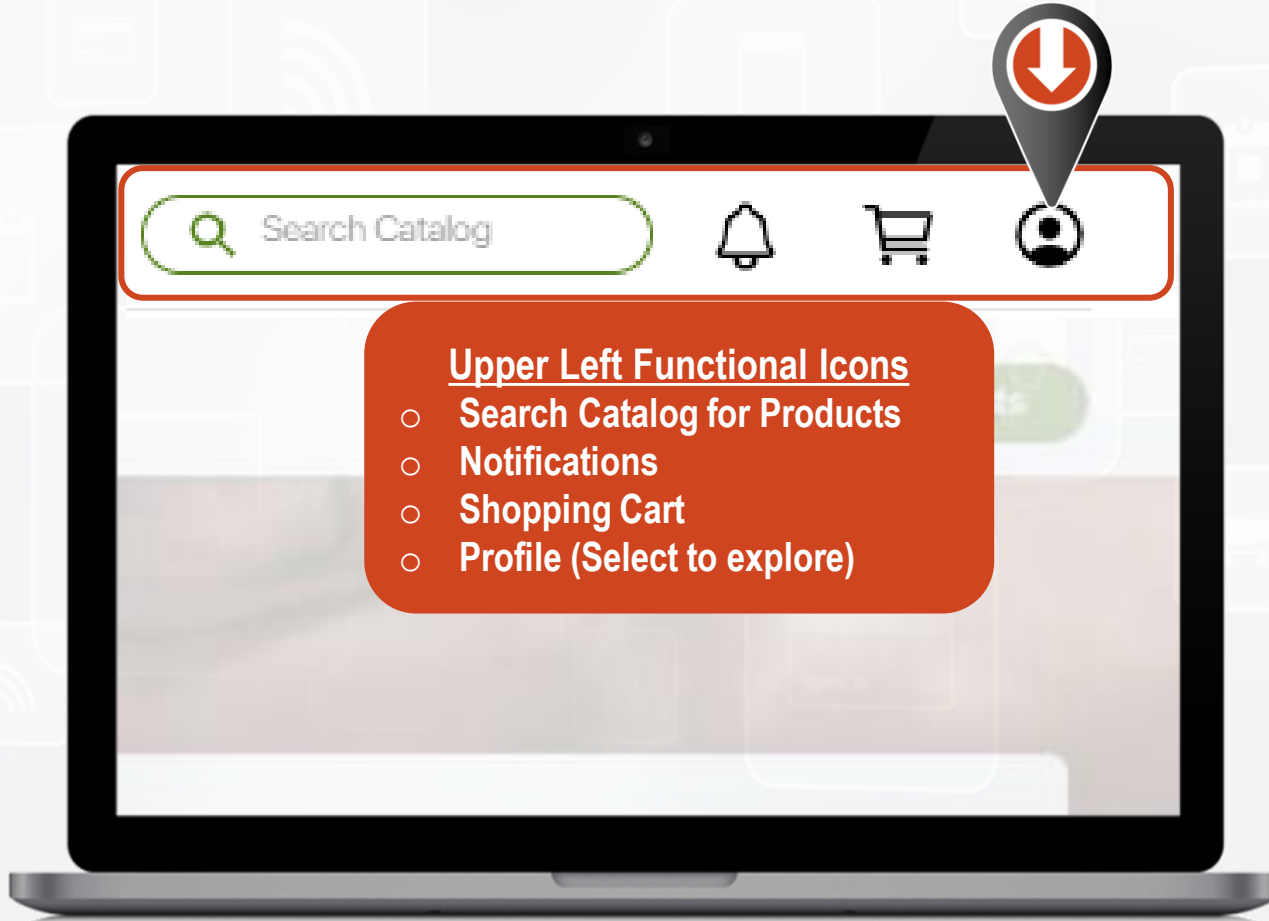 Search Catalog
Upper Left Functional Icons
○ Search Catalog for Products
○ Notifications
○ Shopping Cart
○ Profile (Select to explore)